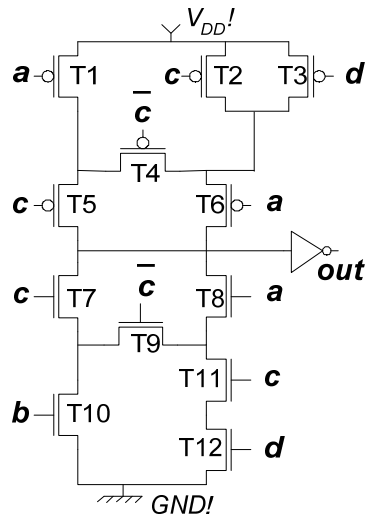 V_DD!
a T1 c T2 T3 d
c̄
T4
c T5 T6 a
out
c T7 c̄ T8 a
T9
T11 c
b T10
T12 d
GND!